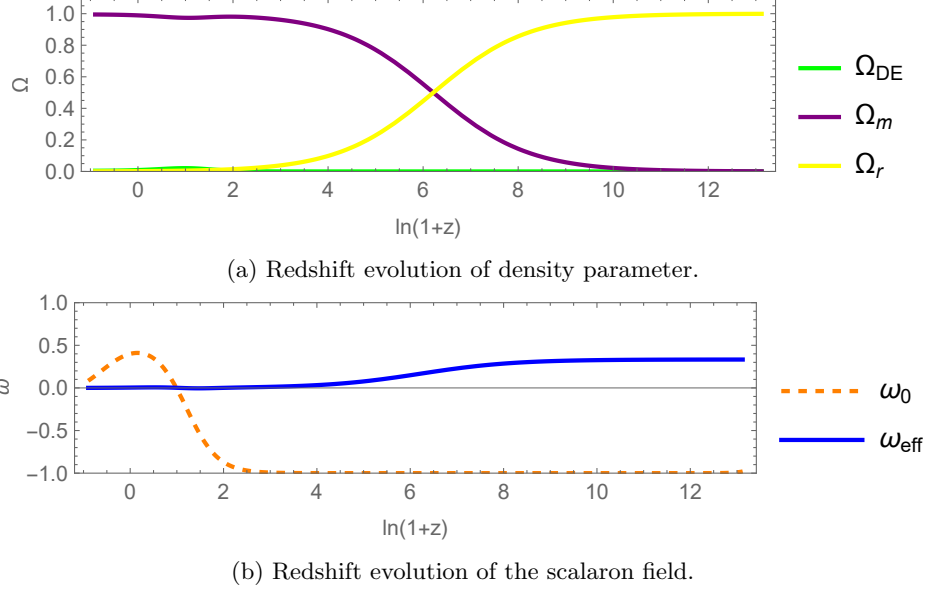 1.0
0.8
0.6
0.4
0.2
0.0
Ω
0 2 4 6 8 10 12
ln(1+z)
Ω_DE
Ω_m
Ω_r
(a) Redshift evolution of density parameter.
1.0
0.5
0.0
−0.5
−1.0
ω
0 2 4 6 8 10 12
ln(1+z)
ω_0
ω_eff
(b) Redshift evolution of the scalaron field.